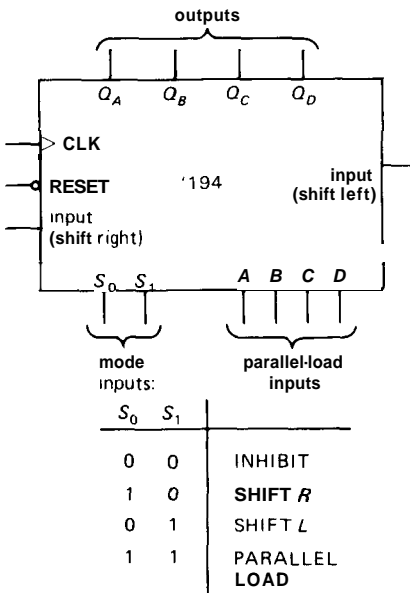 outputs
Q_A Q_B Q_C Q_D
CLK
RESET
'194
input
(shift right)
input
(shift left)
S_0 S_1
A B C D
mode
inputs:
parallel-load
inputs
S_0 S_1
0 0 INHIBIT
1 0 SHIFT R
0 1 SHIFT L
1 1 PARALLEL
LOAD